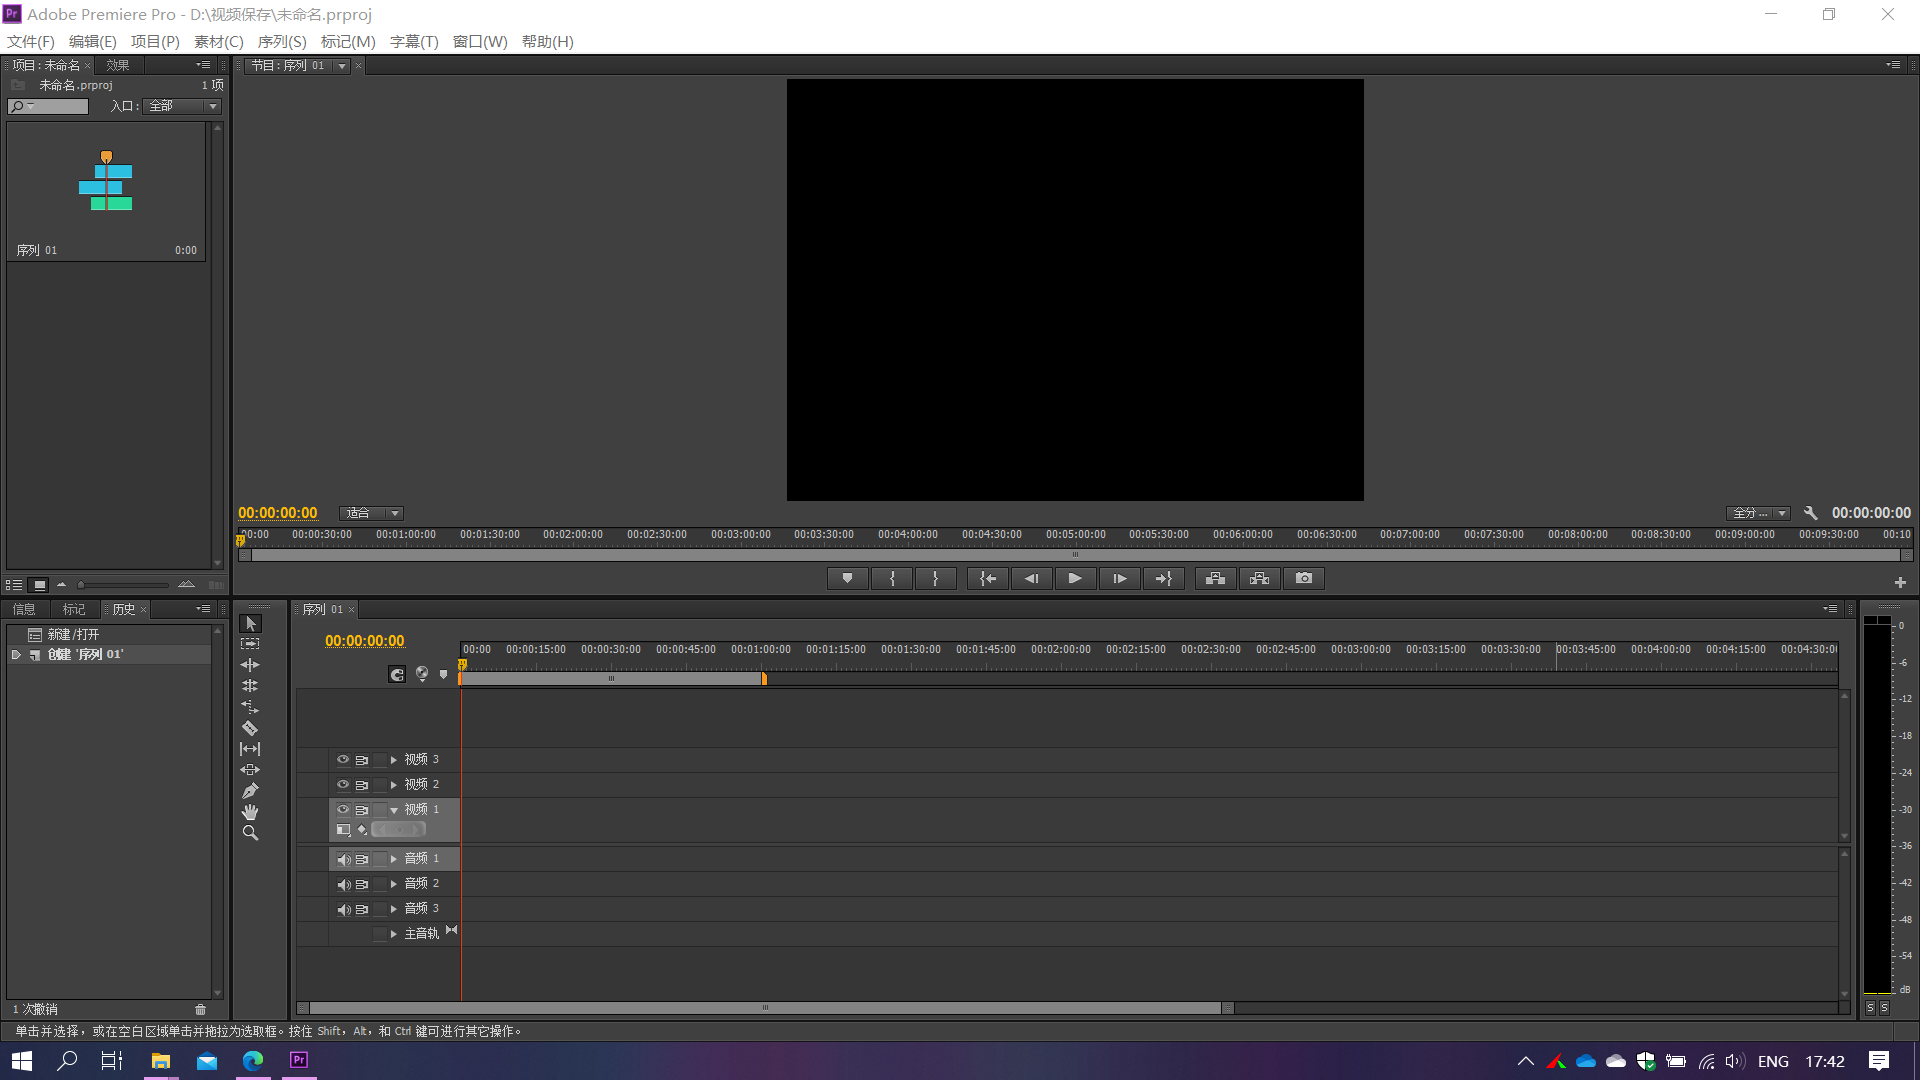 Pr Adobe Premiere Pro - D:\视频保存\未命名.prproj
文件(F) 编辑(E) 项目(P) 素材(C) 序列(S) 标记(M) 字幕(T) 窗口(W) 帮助(H)
项目: 未命名 × 效果
节目: 序列 01 ×
未命名.prproj 1 项
入口: 全部
序列 01 0:00
00:00:00:00 适合 全分... 00:00:00:00
00:00 00:00:30:00 00:01:00:00 00:01:30:00 00:02:00:00 00:02:30:00 00:03:00:00 00:03:30:00 00:04:00:00 00:04:30:00 00:05:00:00 00:05:30:00 00:06:00:00 00:06:30:00 00:07:00:00 00:07:30:00 00:08:00:00 00:08:30:00 00:09:00:00 00:09:30:00 00:10
信息 标记 历史 ×
新建/打开
创建 '序列 01'
1 次撤销
序列 01 ×
00:00:00:00
00:00 00:00:15:00 00:00:30:00 00:00:45:00 00:01:00:00 00:01:15:00 00:01:30:00 00:01:45:00 00:02:00:00 00:02:15:00 00:02:30:00 00:02:45:00 00:03:00:00 00:03:15:00 00:03:30:00 00:03:45:00 00:04:00:00 00:04:15:00 00:04:30:00
视频 3
视频 2
视频 1
音频 1
音频 2
音频 3
主音轨
0
-6
-12
-18
-24
-30
-36
-42
-48
-54
dB
S S
单击并选择，或在空白区域单击并拖拉为选取框。按住 Shift，Alt，和 Ctrl 键可进行其它操作。
Pr
ENG 17:42